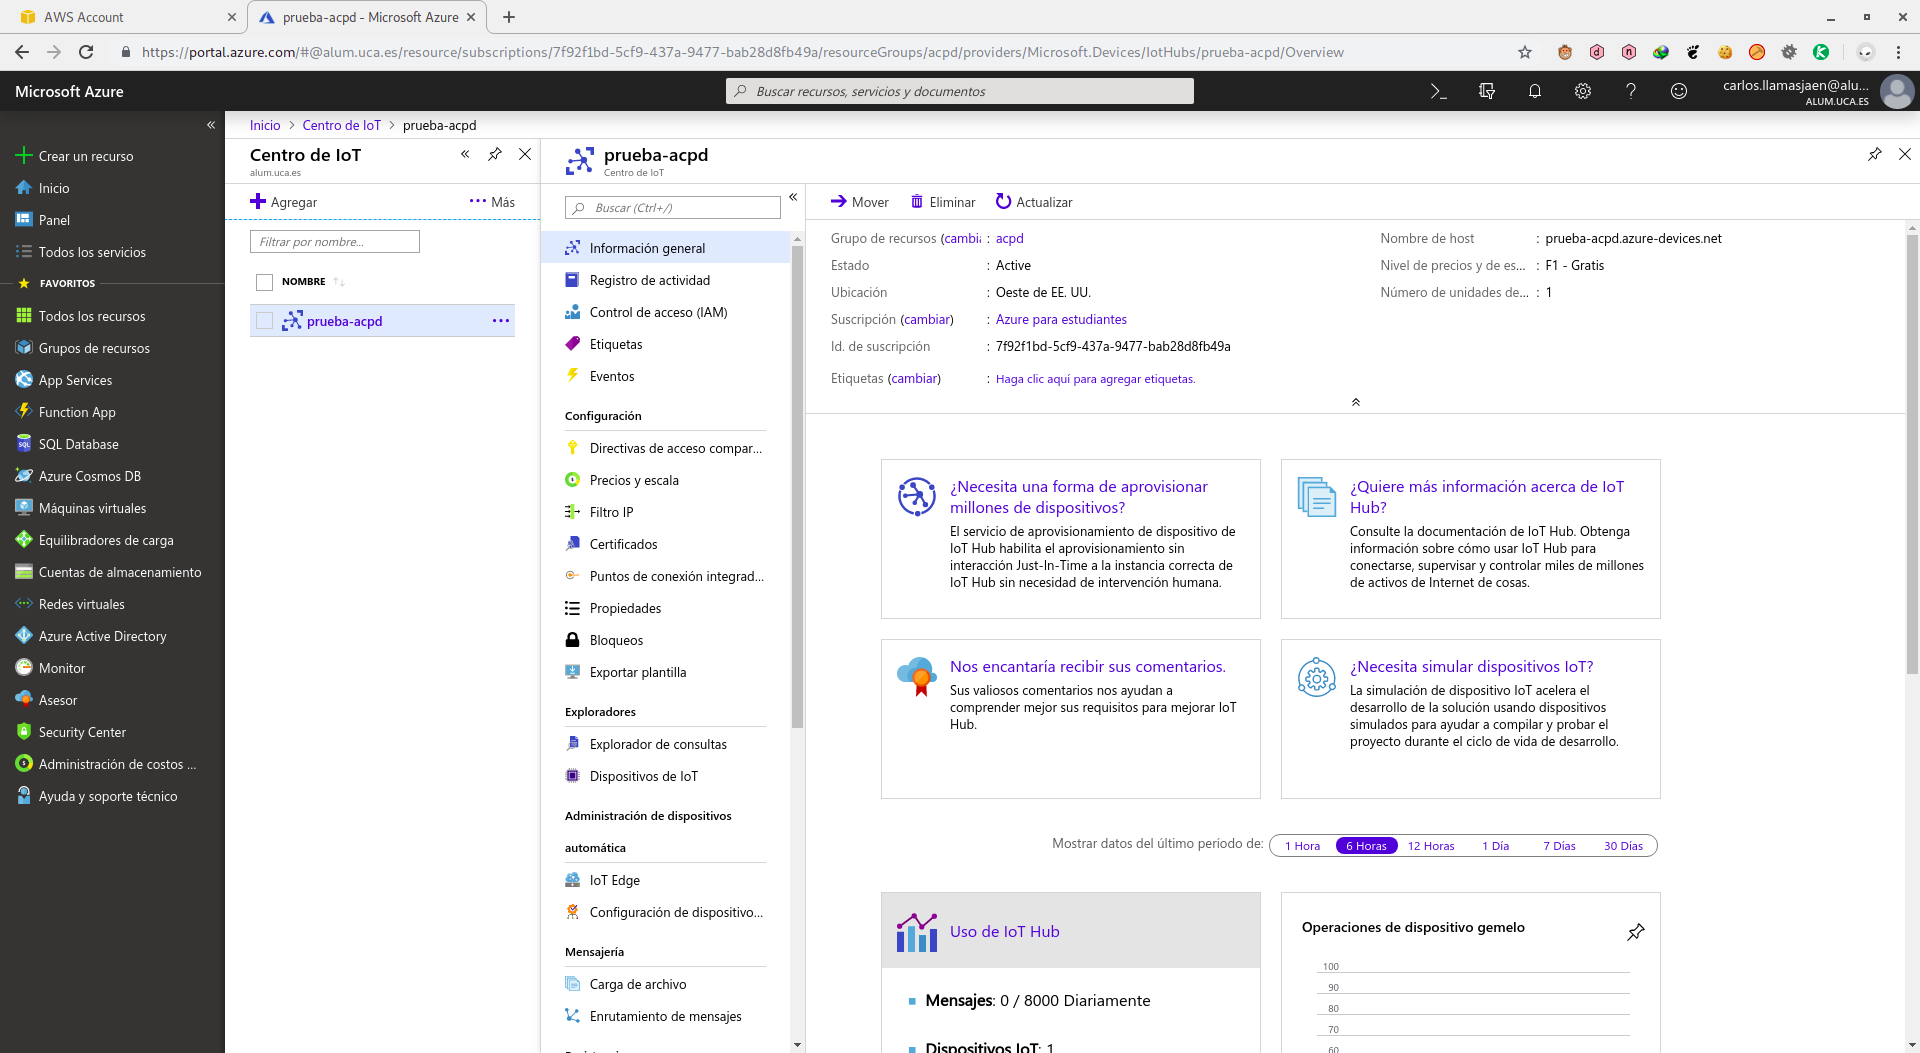 AWS Account
prueba-acpd - Microsoft Azure
https://portal.azure.com/#@alum.uca.es/resource/subscriptions/7f92f1bd-5cf9-437a-9477-bab28d8fb49a/resourceGroups/acpd/providers/Microsoft.Devices/IotHubs/prueba-acpd/Overview
Microsoft Azure
Buscar recursos, servicios y documentos
carlos.llamasjaen@alu...
ALUM.UCA.ES
Inicio > Centro de IoT > prueba-acpd
Crear un recurso
Inicio
Panel
Todos los servicios
FAVORITOS
Todos los recursos
Grupos de recursos
App Services
Function App
SQL Database
Azure Cosmos DB
Máquinas virtuales
Equilibradores de carga
Cuentas de almacenamiento
Redes virtuales
Azure Active Directory
Monitor
Asesor
Security Center
Administración de costos ...
Ayuda y soporte técnico
Centro de IoT
alum.uca.es
Agregar
Más
Filtrar por nombre...
NOMBRE
prueba-acpd
prueba-acpd
Centro de IoT
Buscar (Ctrl+/)
Información general
Registro de actividad
Control de acceso (IAM)
Etiquetas
Eventos
Configuración
Directivas de acceso compar...
Precios y escala
Filtro IP
Certificados
Puntos de conexión integrad...
Propiedades
Bloqueos
Exportar plantilla
Exploradores
Explorador de consultas
Dispositivos de IoT
Administración de dispositivos
automática
IoT Edge
Configuración de dispositivo...
Mensajería
Carga de archivo
Enrutamiento de mensajes
Mover
Eliminar
Actualizar
Grupo de recursos (cambi : acpd
Estado : Active
Ubicación : Oeste de EE. UU.
Suscripción (cambiar) : Azure para estudiantes
Id. de suscripción : 7f92f1bd-5cf9-437a-9477-bab28d8fb49a
Etiquetas (cambiar) : Haga clic aquí para agregar etiquetas.
Nombre de host : prueba-acpd.azure-devices.net
Nivel de precios y de es... : F1 - Gratis
Número de unidades de... : 1
¿Necesita una forma de aprovisionar
millones de dispositivos?
El servicio de aprovisionamiento de dispositivo de
IoT Hub habilita el aprovisionamiento sin
interacción Just-In-Time a la instancia correcta de
IoT Hub sin necesidad de intervención humana.
¿Quiere más información acerca de IoT
Hub?
Consulte la documentación de IoT Hub. Obtenga
información sobre cómo usar IoT Hub para
conectarse, supervisar y controlar miles de millones
de activos de Internet de cosas.
Nos encantaría recibir sus comentarios.
Sus valiosos comentarios nos ayudan a
comprender mejor sus requisitos para mejorar IoT
Hub.
¿Necesita simular dispositivos IoT?
La simulación de dispositivo IoT acelera el
desarrollo de la solución usando dispositivos
simulados para ayudar a compilar y probar el
proyecto durante el ciclo de vida de desarrollo.
Mostrar datos del último período de:
1 Hora
6 Horas
12 Horas
1 Día
7 Días
30 Días
Uso de IoT Hub
Mensajes: 0 / 8000 Diariamente
Dispositivos IoT: 1
Operaciones de dispositivo gemelo
100
90
80
70
60